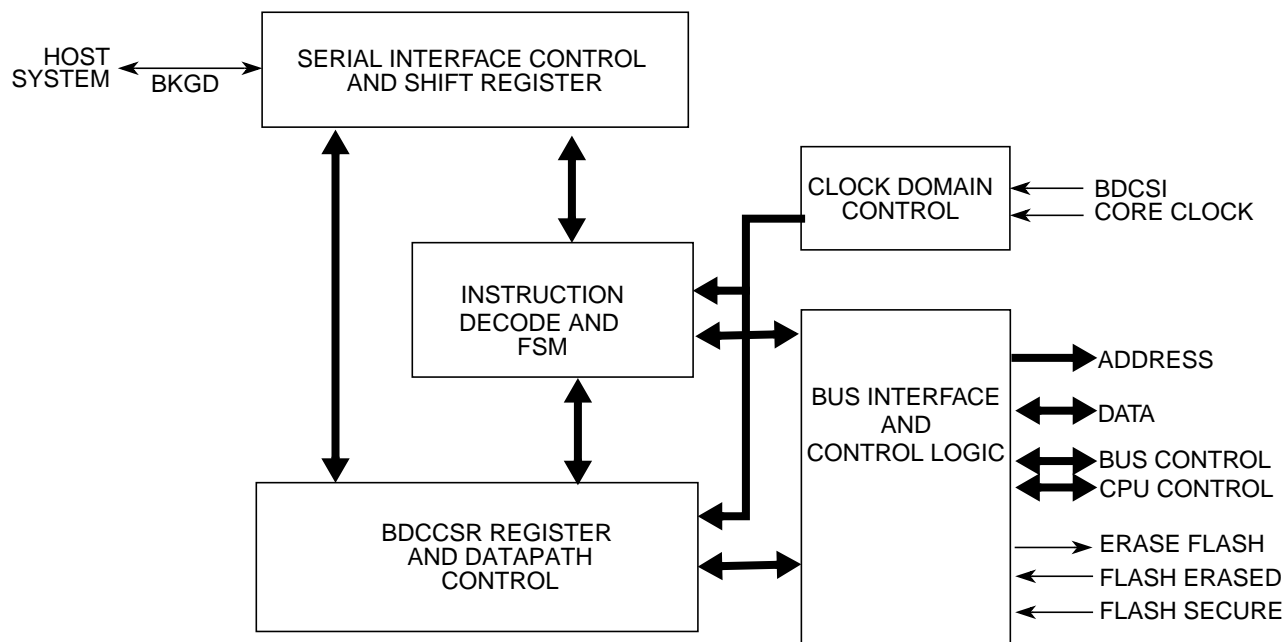 HOST
SYSTEM
BKGD
SERIAL INTERFACE CONTROL
AND SHIFT REGISTER
CLOCK DOMAIN
CONTROL
BDCSI
CORE CLOCK
INSTRUCTION
DECODE AND
FSM
BUS INTERFACE
AND
CONTROL LOGIC
ADDRESS
DATA
BUS CONTROL
CPU CONTROL
ERASE FLASH
FLASH ERASED
FLASH SECURE
BDCCSR REGISTER
AND DATAPATH
CONTROL